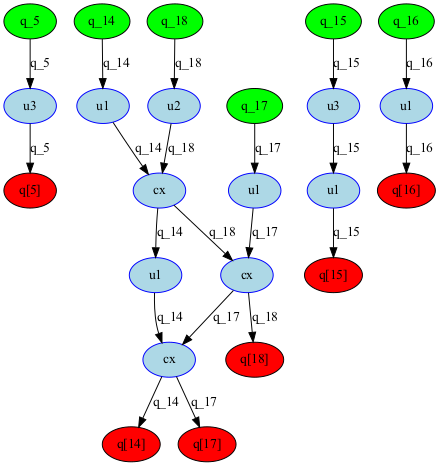 q_5 q_14 q_18 q_15 q_16
q_5 q_14 q_18 q_15 q_16
u3 u1 u2 q_17 u3 u1
q_5 q_14 q_18 q_17 q_15 q_16
q[5] cx u1 u1 q[16]
q_14 q_18 q_17 q_15
u1 cx q[15]
q_14 q_17 q_18
cx q[18]
q_14 q_17
q[14] q[17]